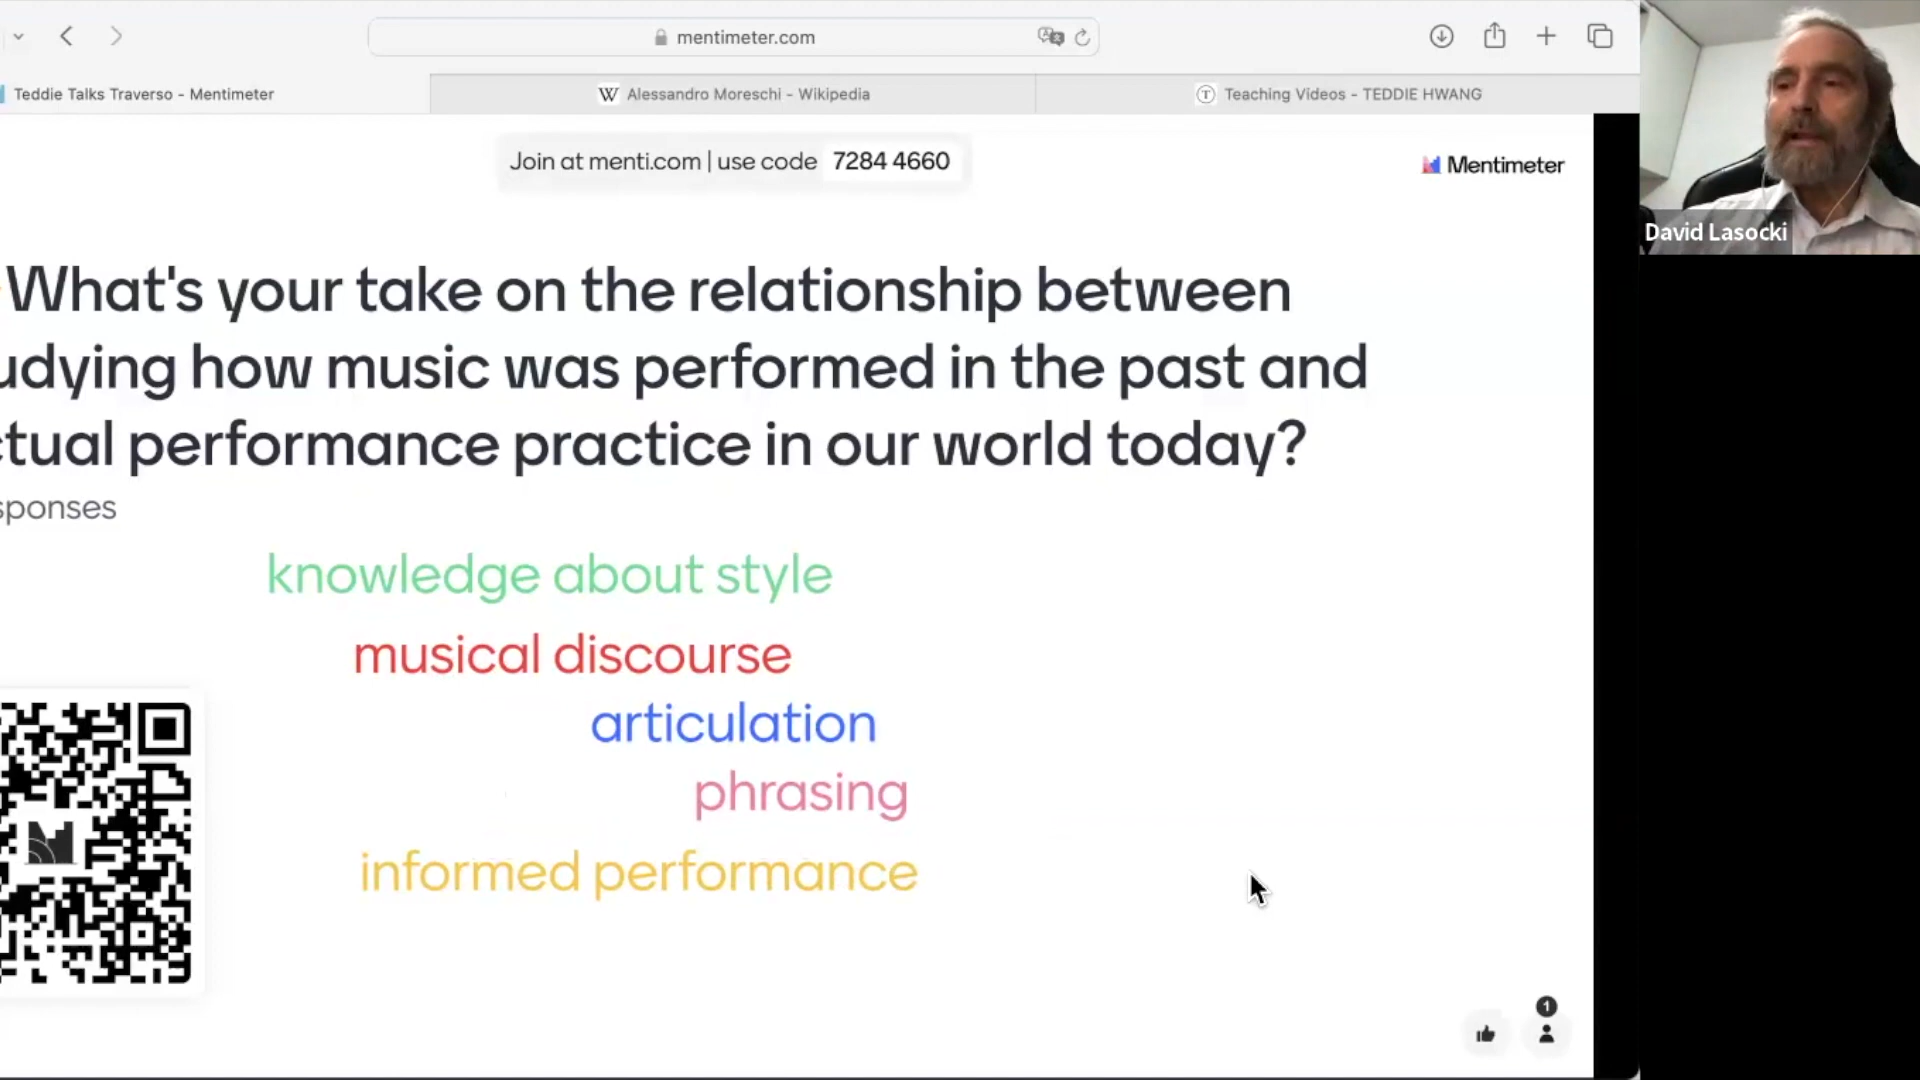 mentimeter.com
Teddie Talks Traverso - Mentimeter
Alessandro Moreschi - Wikipedia
Teaching Videos - TEDDIE HWANG
Join at menti.com | use code 7284 4660
Mentimeter
David Lasocki
What's your take on the relationship between
udying how music was performed in the past and
ctual performance practice in our world today?
sponses
knowledge about style
musical discourse
articulation
phrasing
informed performance
1